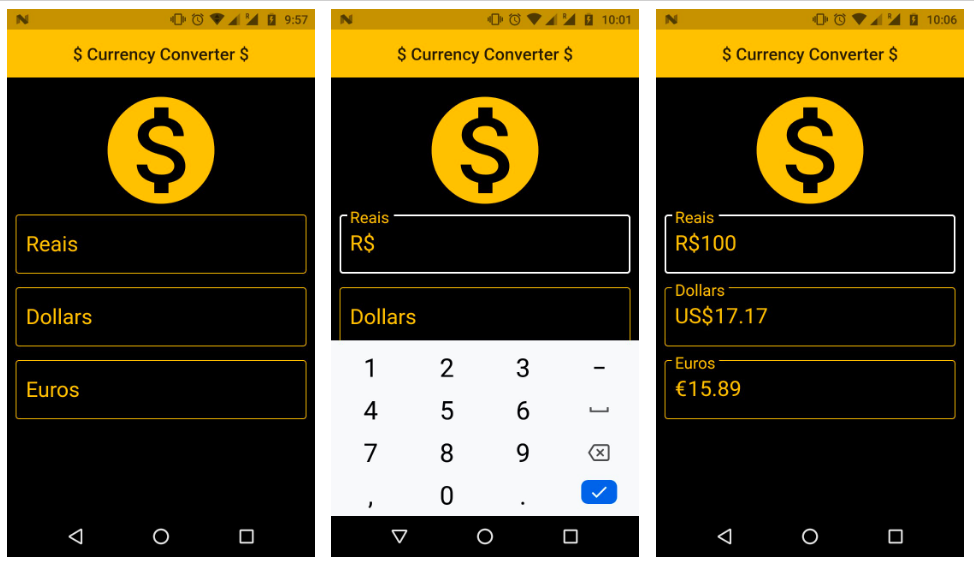 9:57
$ Currency Converter $
$
Reais
Dollars
Euros
10:01
$ Currency Converter $
$
Reais
R$
Dollars
1 2 3 −
4 5 6
7 8 9
, 0 .
10:06
$ Currency Converter $
$
Reais
R$100
Dollars
US$17.17
Euros
€15.89